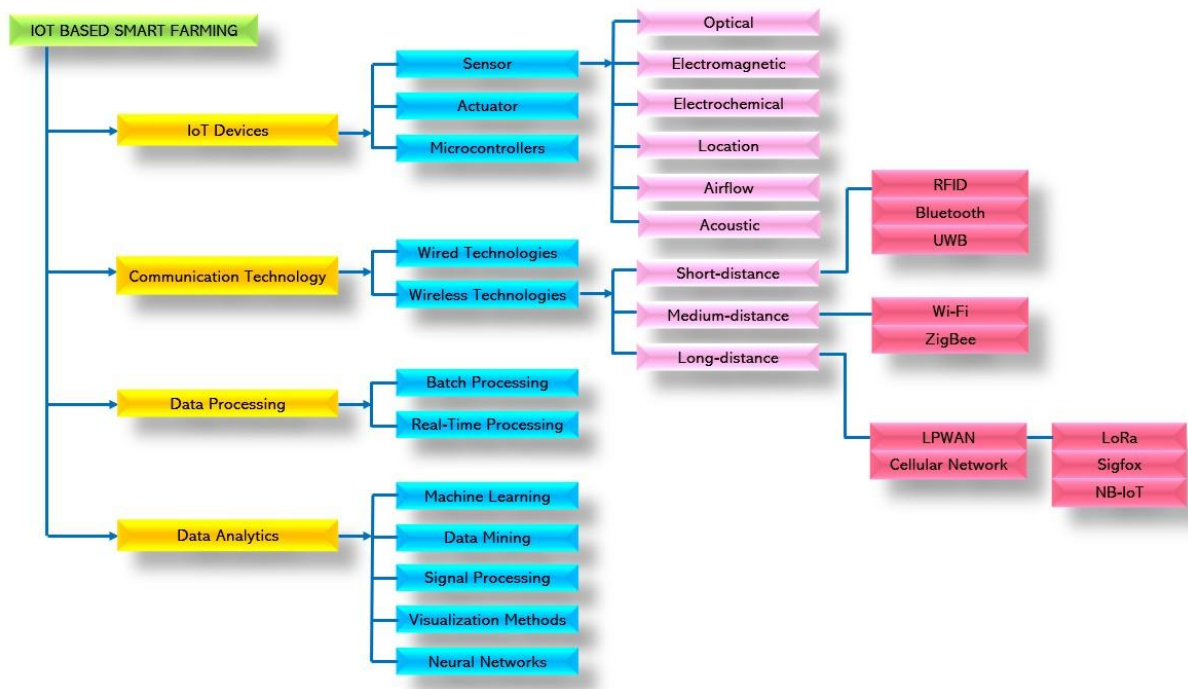 IOT BASED SMART FARMING
IoT Devices
Sensor
Actuator
Microcontrollers
Optical
Electromagnetic
Electrochemical
Location
Airflow
Acoustic
Communication Technology
Wired Technologies
Wireless Technologies
Short-distance
Medium-distance
Long-distance
RFID
Bluetooth
UWB
Wi-Fi
ZigBee
LPWAN
Cellular Network
LoRa
Sigfox
NB-IoT
Data Processing
Batch Processing
Real-Time Processing
Data Analytics
Machine Learning
Data Mining
Signal Processing
Visualization Methods
Neural Networks